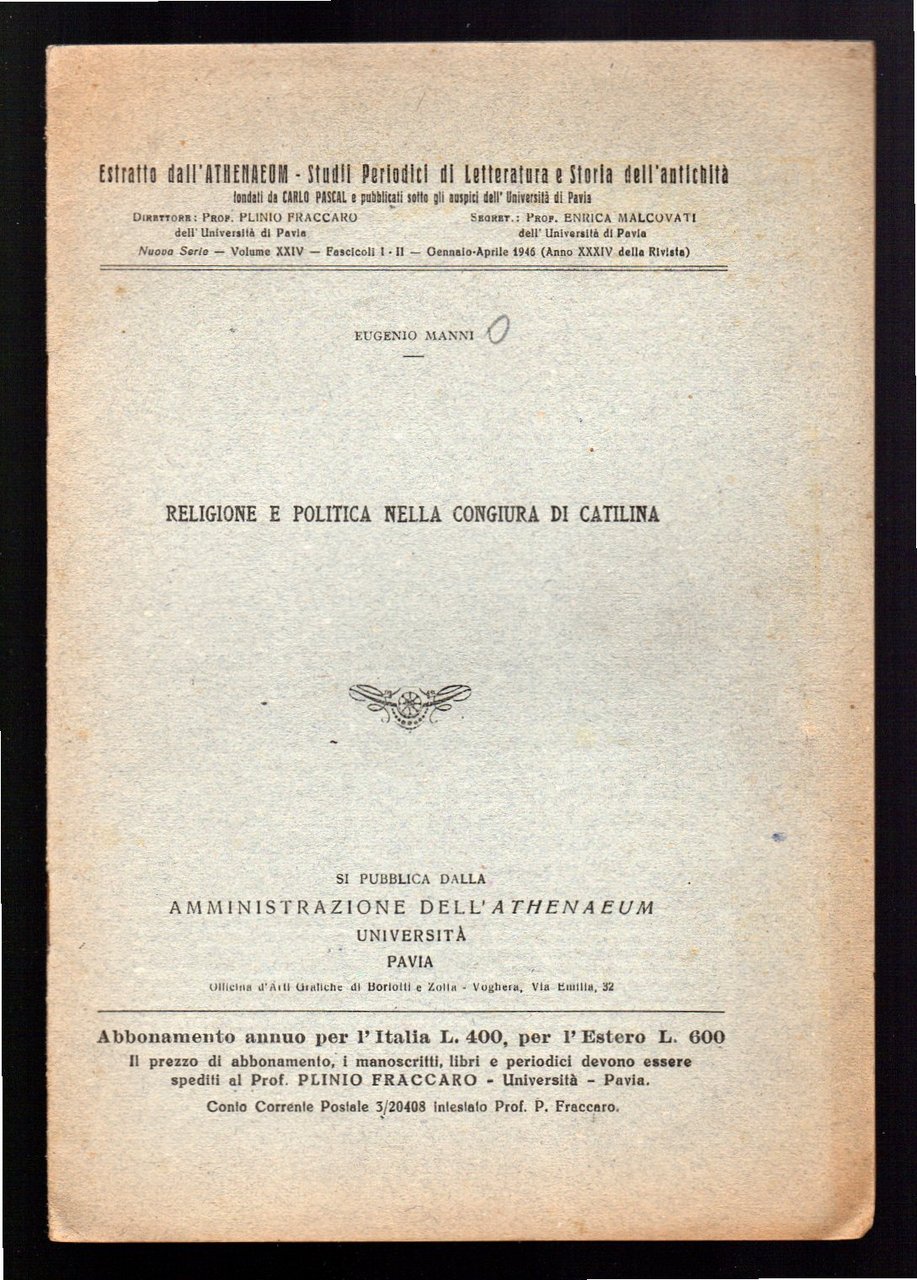 Estratto dall'ATHENAEUM - Studii Periodici di Letteratura e Storia dell'antichità
fondati da CARLO PASCAL e pubblicati sotto gli auspici dell' Università di Pavia
DIRETTORE: PROF. PLINIO FRACCARO SEGRET.: PROF. ENRICA MALCOVATI
dell' Università di Pavia dell' Università di Pavia
Nuova Serie — Volume XXIV — Fascicoli I - II — Gennaio-Aprile 1946 (Anno XXXIV della Rivista)
EUGENIO MANNI
RELIGIONE E POLITICA NELLA CONGIURA DI CATILINA
SI PUBBLICA DALLA
AMMINISTRAZIONE DELL'ATHENAEUM
UNIVERSITÀ
PAVIA
Officina d'Arti Grafiche di Boriotti e Zolla - Voghera, Via Emilia, 32
Abbonamento annuo per l'Italia L. 400, per l'Estero L. 600
Il prezzo di abbonamento, i manoscritti, libri e periodici devono essere
spediti al Prof. PLINIO FRACCARO - Università - Pavia.
Conto Corrente Postale 3/20408 intestato Prof. P. Fraccaro.